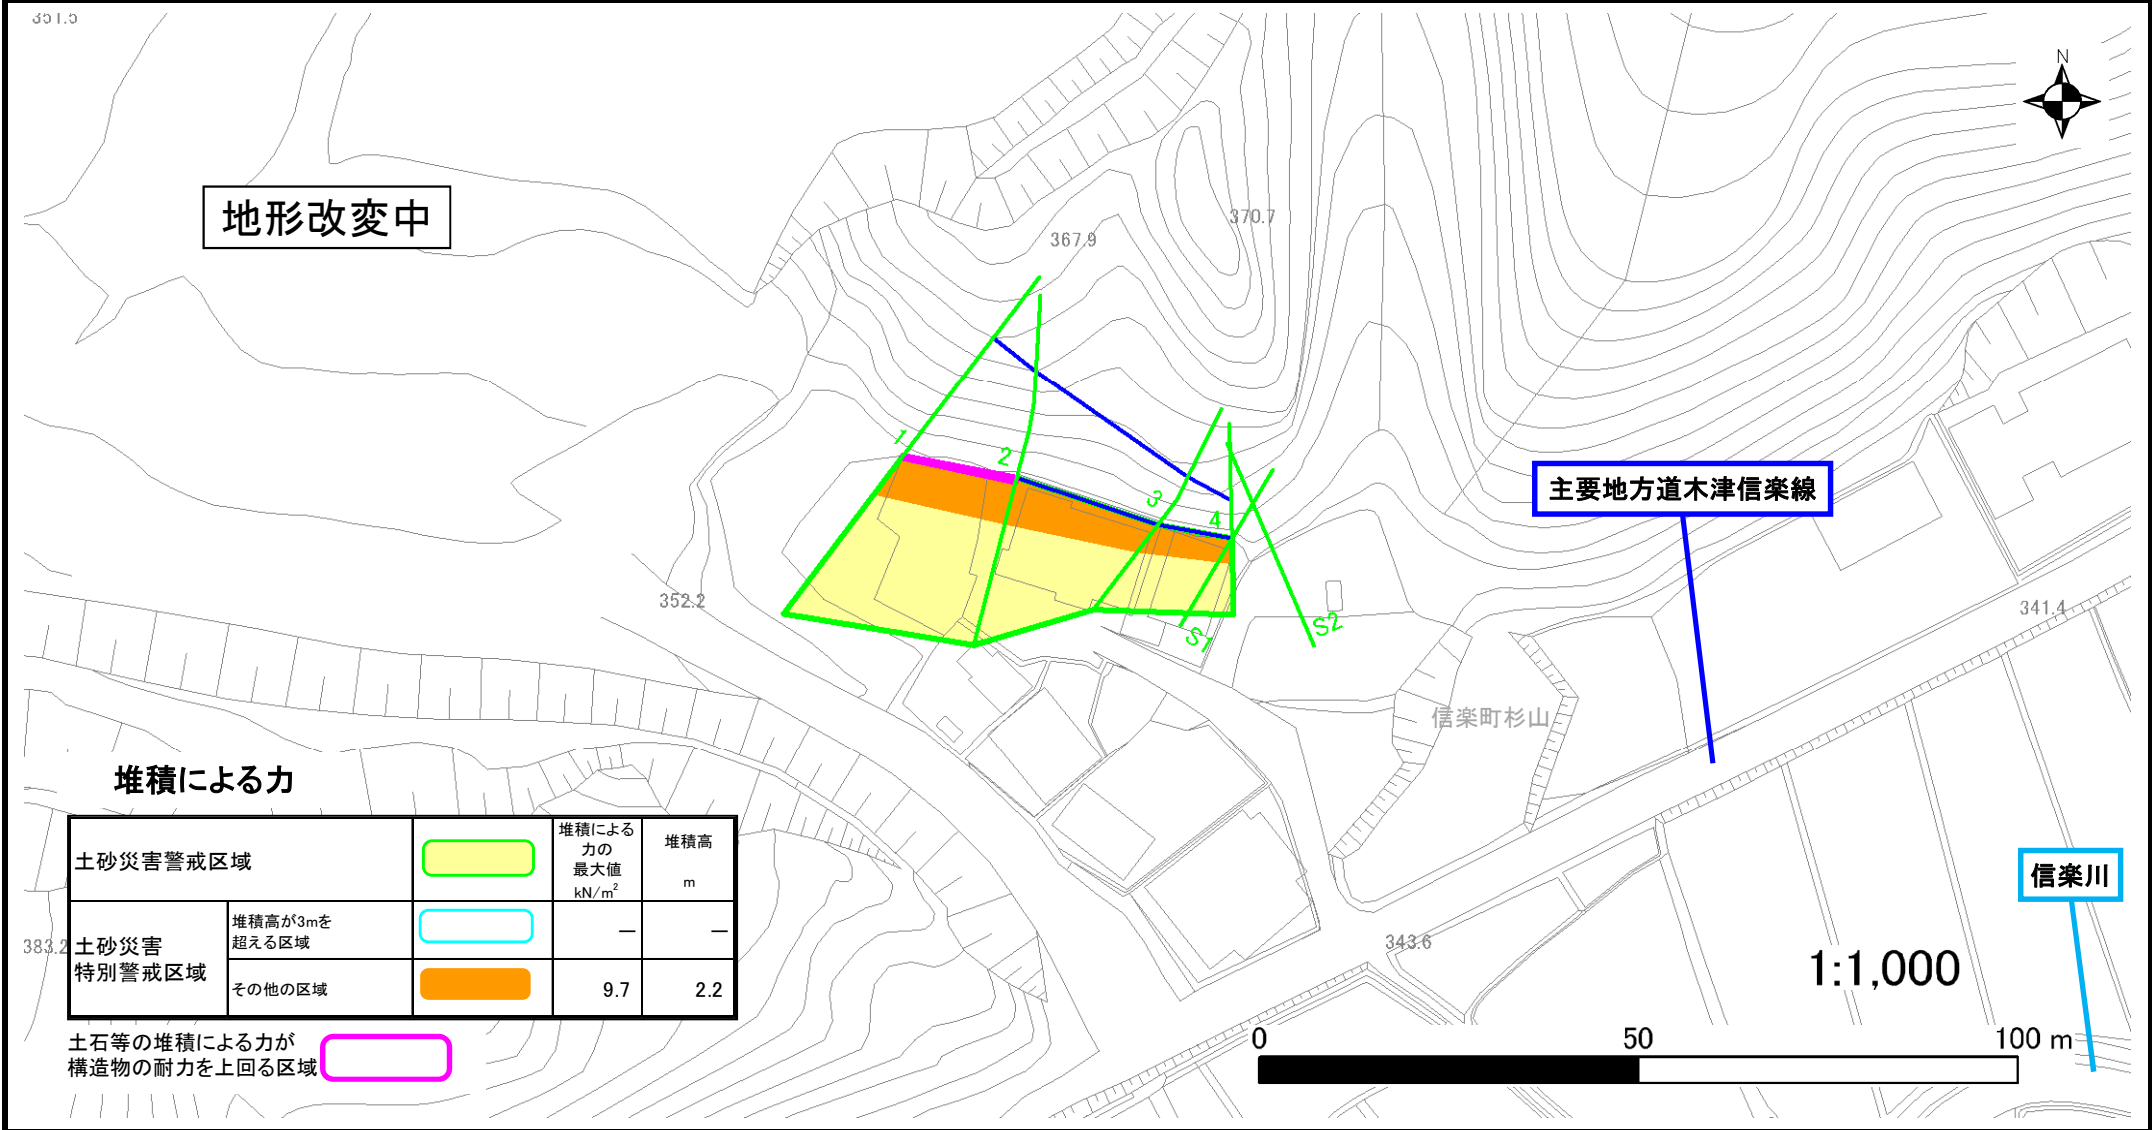 351.5
N
地形改変中
370.7
367.9
1
2
3
4
主要地方道木津信楽線
352.2
341.4
S1
S2
信楽町杉山
堆積による力
土砂災害警戒区域
堆積による
力の
最大値
kN/m²
堆積高
m
土砂災害
特別警戒区域
堆積高が3mを
超える区域
—
—
その他の区域
9.7
2.2
383.2
土石等の堆積による力が
構造物の耐力を上回る区域
信楽川
343.6
1:1,000
0
50
100 m